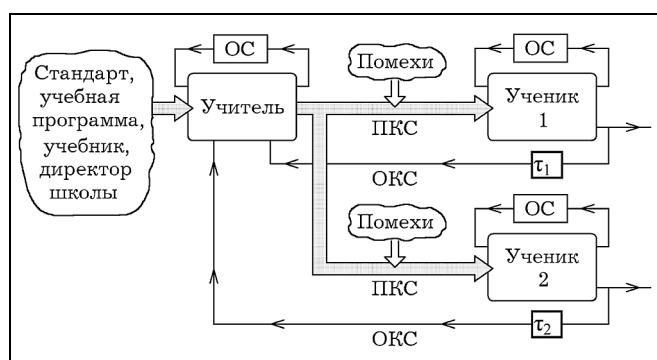 Стандарт,
учебная
программа,
учебник,
директор
школы
ОС
Учитель
Помехи
ПКС
ОС
Ученик
1
τ1
ОКС
Помехи
ПКС
ОС
Ученик
2
τ2
ОКС